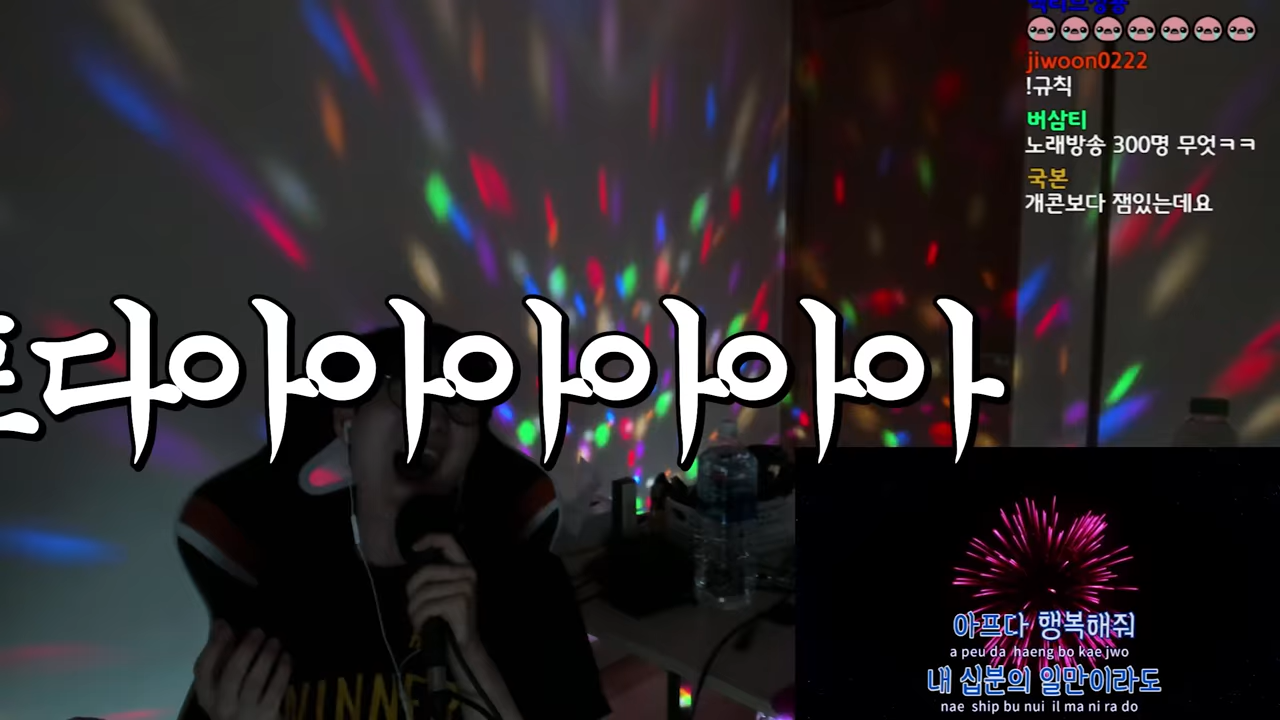 jiwoon0222
!규칙
버삼티
노래방송 300명 무엇ㅋㅋ
국본
개콘보다 잼있는데요
프다아아아아아아
WINNER
아프다 행복해줘
a peu da haeng bo kae jwo
내 십분의 일만이라도
nae ship bu nui il ma ni ra do